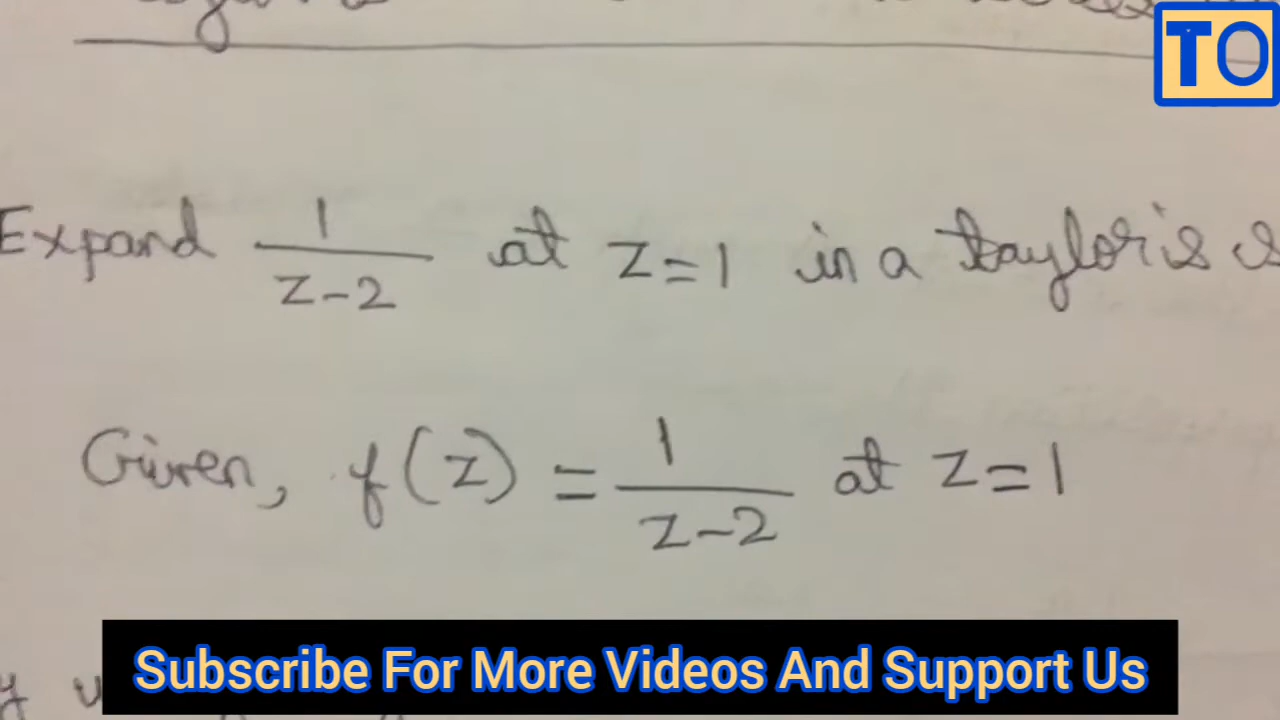 TO
Expand 1/(z-2) at z=1 in a taylor's
Given, f(z) = 1/(z-2) at z=1
Subscribe For More Videos And Support Us